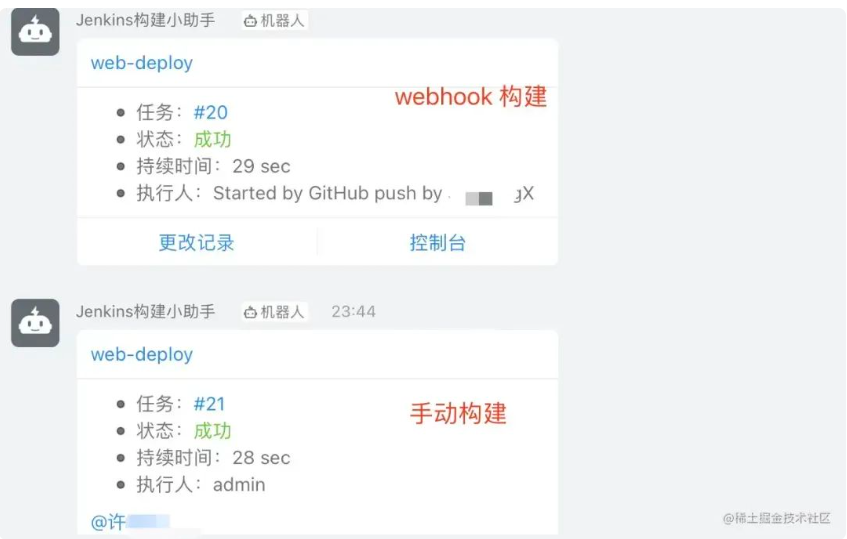 Jenkins构建小助手 机器人
web-deploy
webhook 构建
任务：#20
状态：成功
持续时间：29 sec
执行人：Started by GitHub push by
更改记录 控制台
Jenkins构建小助手 机器人 23:44
web-deploy
任务：#21
手动构建
状态：成功
持续时间：28 sec
执行人：admin
@许
@稀土掘金技术社区